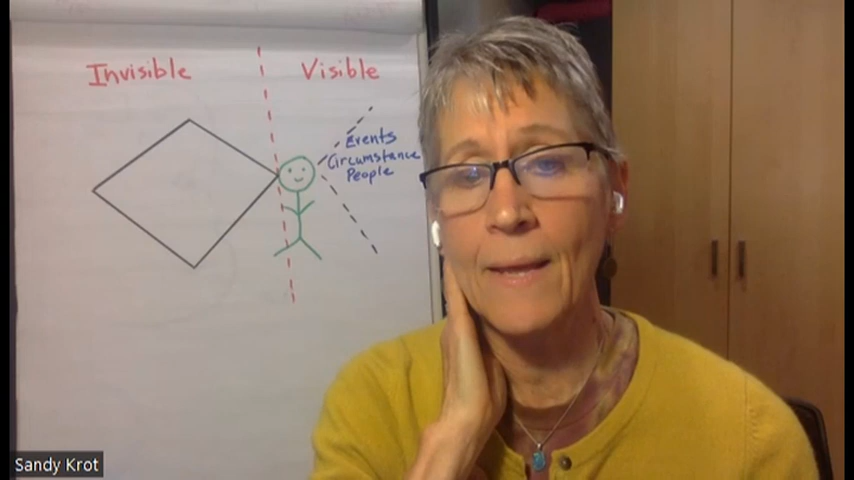 Invisible
Visible
Events
Circumstance
People
Sandy Krot